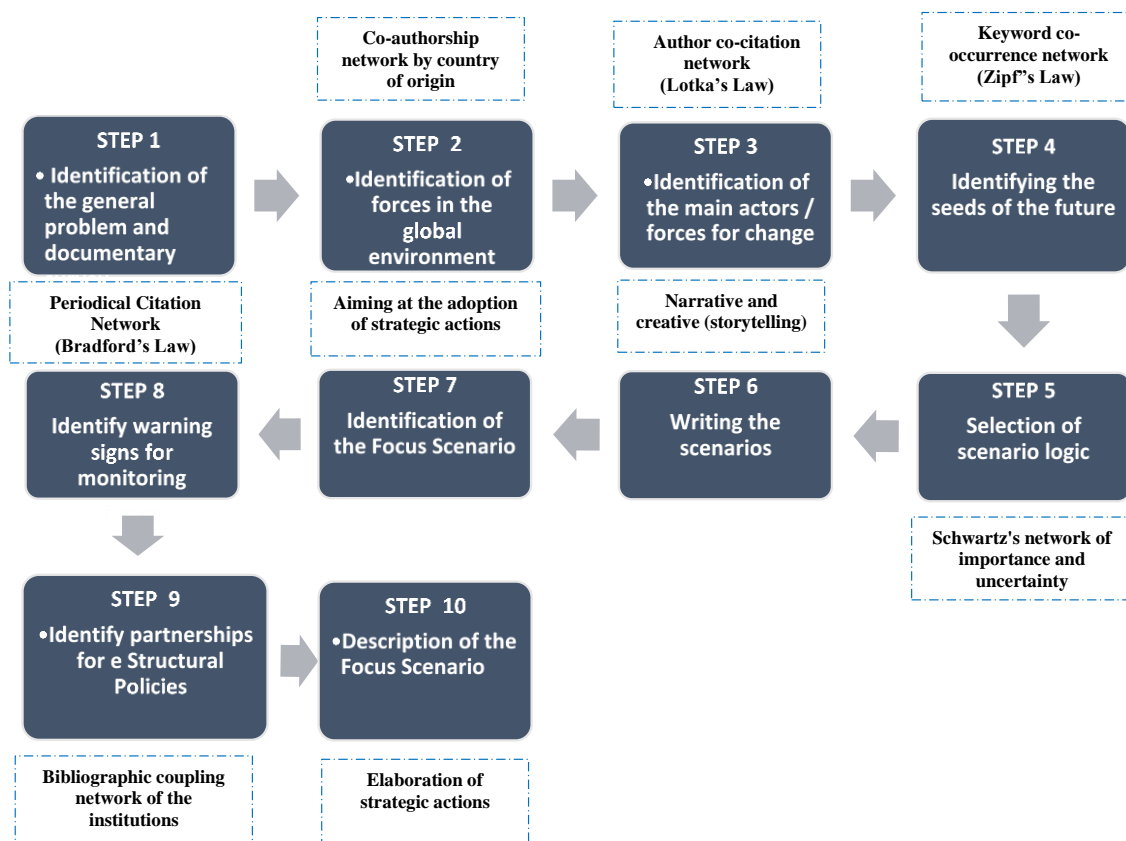 Co-authorship
network by country
of origin
Author co-citation
network
(Lotka's Law)
Keyword co-
occurrence network
(Zipf"s Law)
STEP 1
• Identification of
the general
problem and
documentary
STEP 2
•Identification of
forces in the
global
environment
STEP 3
•Identification of
the main actors /
forces for change
STEP 4
Identifying the
seeds of the future
Periodical Citation
Network
(Bradford's Law)
Aiming at the adoption
of strategic actions
Narrative and
creative (storytelling)
STEP 8
Identify warning
signs for
monitoring
STEP 7
Identification of
the Focus Scenario
STEP 6
Writing the
scenarios
STEP 5
Selection of
scenario logic
Schwartz's network of
importance and
uncertainty
STEP 9
•Identify partnerships
for e Structural
Policies
STEP 10
•Description of the
Focus Scenario
Bibliographic coupling
network of the
institutions
Elaboration of
strategic actions